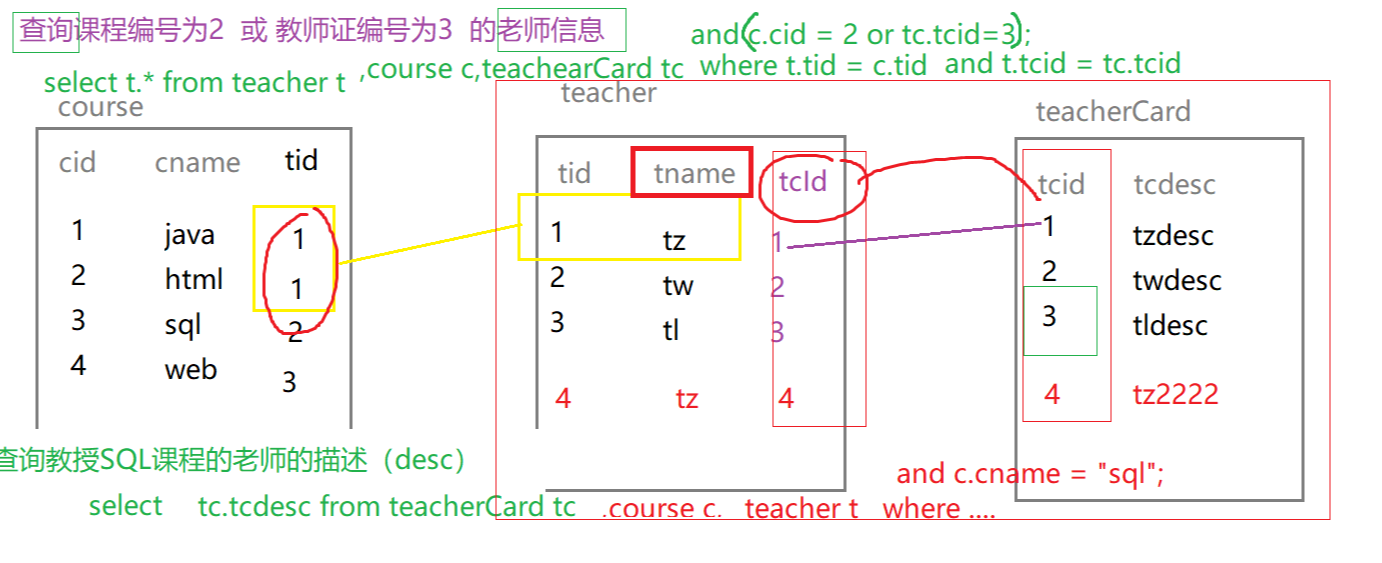 查询课程编号为2 或 教师证编号为3 的老师信息
and(c.cid = 2 or tc.tcid=3);
select t.* from teacher t ,course c,teachearCard tc where t.tid = c.tid and t.tcid = tc.tcid
course
teacher
teacherCard
cid cname tid
1 java 1
2 html 1
3 sql 2
4 web 3
tid tname tcId
1 tz 1
2 tw 2
3 tl 3
4 tz 4
tcid tcdesc
1 tzdesc
2 twdesc
3 tldesc
4 tz2222
查询教授SQL课程的老师的描述（desc）
and c.cname = "sql";
select tc.tcdesc from teacherCard tc ,course c, teacher t where ....